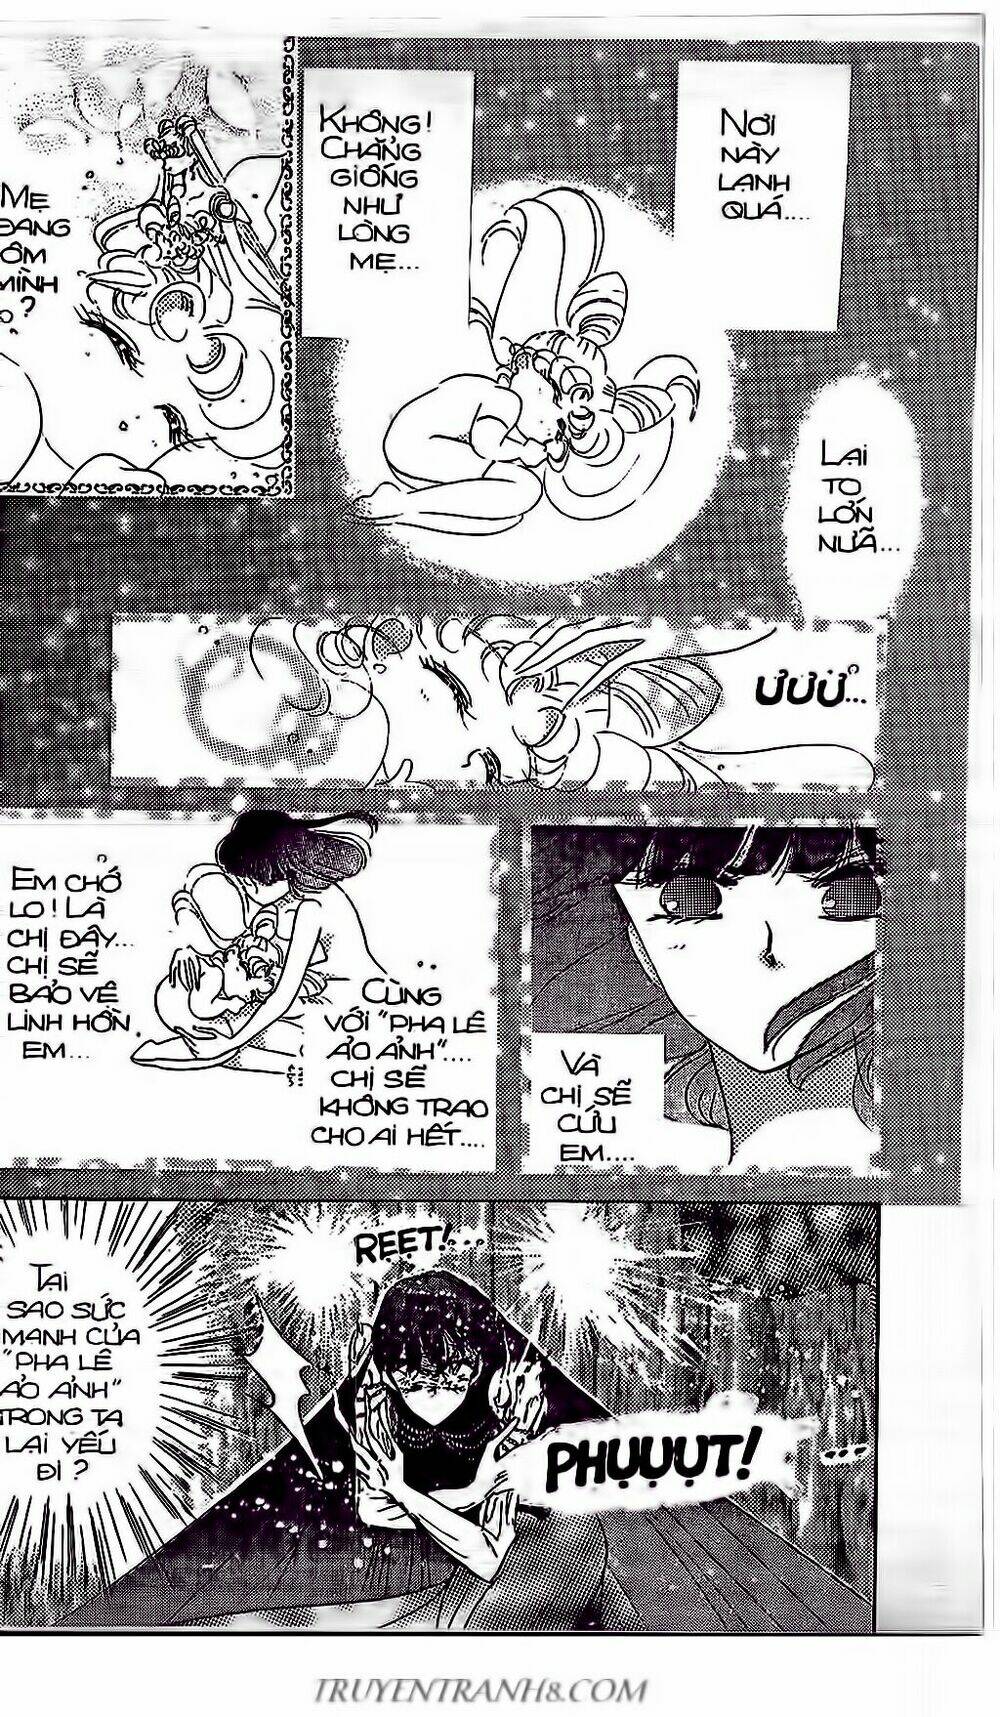 NƠI
NÀY
LẠNH
QUÁ....
KHÔNG!
CHẲNG
GIỐNG
NHƯ
LÒNG
MẸ...
MẸ
ĐANG
ÔM
MÌNH
?
LẠI
TO
LỚN
NỮA...
ƯƯỬ...
VÀ
CHỊ SẼ
CỨU
EM....
EM CHỚ
LO! LÀ
CHỊ ĐÂY...
CHỊ SẼ
BẢO VỆ
LINH HỒN
EM...
CÙNG
VỚI "PHA LÊ
ẢO ẢNH"....
CHỊ SẼ
KHÔNG TRAO
CHO AI HẾT....
REẸT!...
PHỤỤỤT!
...?
TẠI
SAO SỨC
MẠNH CỦA
"PHA LÊ
ẢO ẢNH"
TRONG TA
LẠI YẾU
ĐI?
TRUYENTRANH8.COM